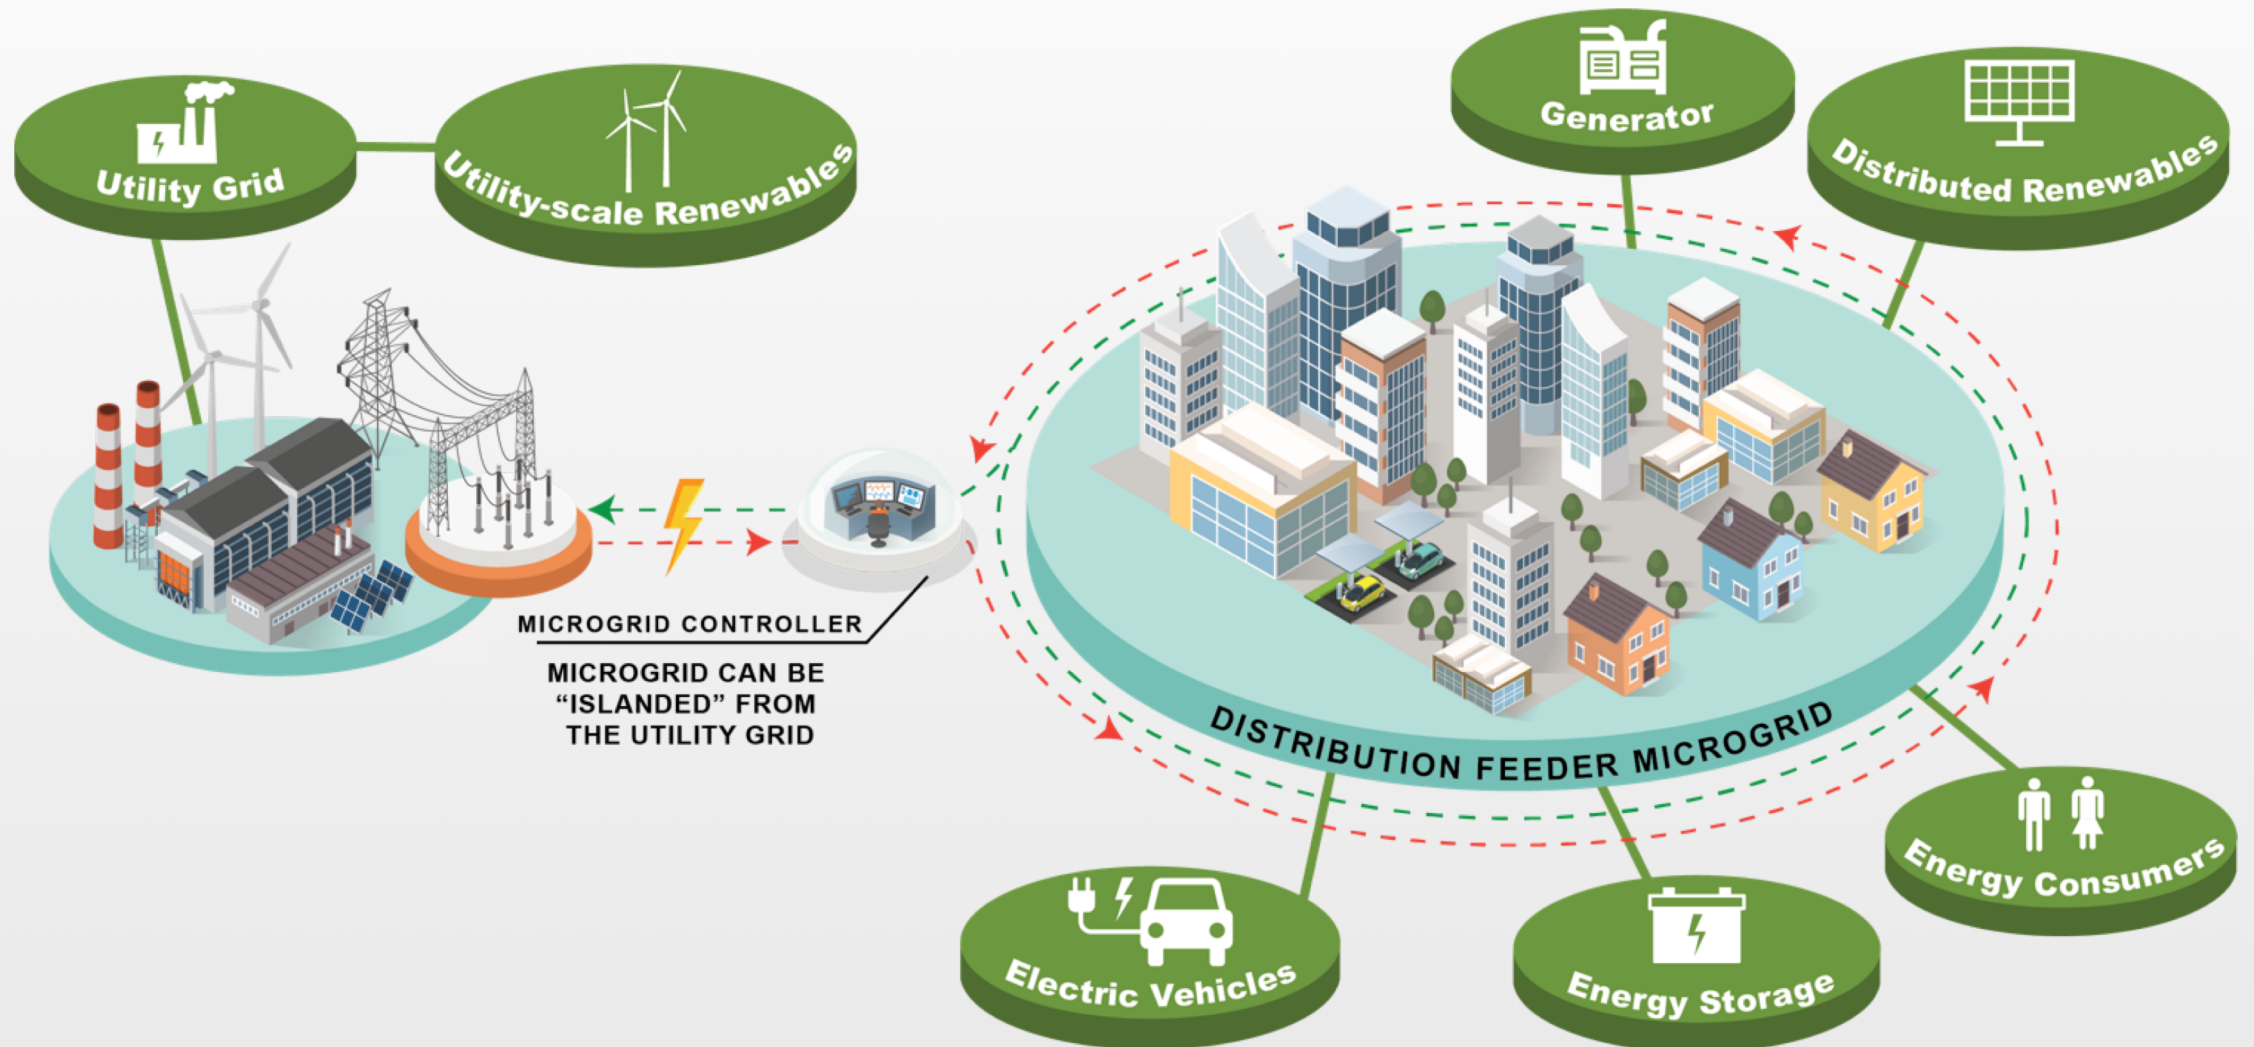 Utility Grid
Utility-scale Renewables
Generator
Distributed Renewables
MICROGRID CONTROLLER
MICROGRID CAN BE
“ISLANDED” FROM
THE UTILITY GRID
DISTRIBUTION FEEDER MICROGRID
Electric Vehicles
Energy Storage
Energy Consumers